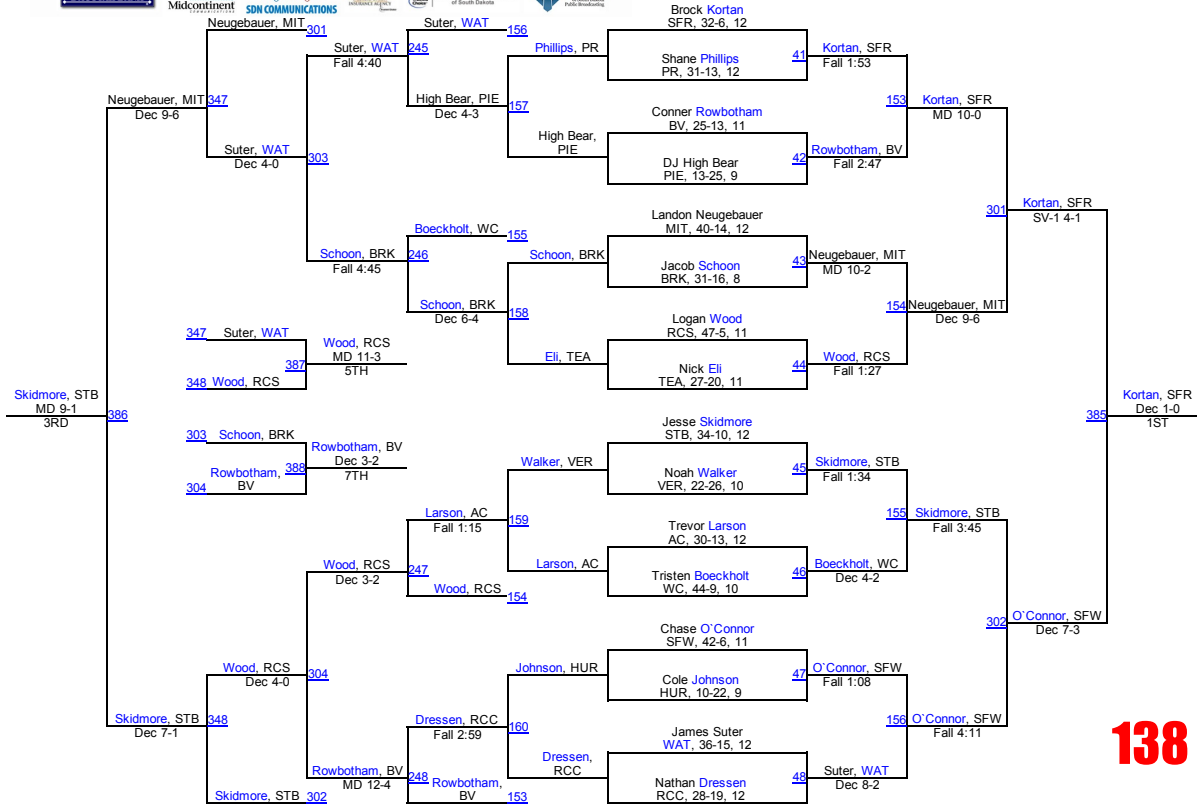 Midcontinent
COMMUNICATIONS
SDN COMMUNICATIONS
INSURANCE AGENCY
Choice
of South Dakota
Public Broadcasting
Neugebauer, MIT
301
Suter, WAT
Fall 4:40
245
Suter, WAT
156
Phillips, PR
Brock Kortan
SFR, 32-6, 12
Shane Phillips
PR, 31-13, 12
41
Kortan, SFR
Fall 1:53
Neugebauer, MIT
Dec 9-6
347
High Bear, PIE
Dec 4-3
157
153
Kortan, SFR
MD 10-0
High Bear,
PIE
Conner Rowbotham
BV, 25-13, 11
DJ High Bear
PIE, 13-25, 9
42
Rowbotham, BV
Fall 2:47
Suter, WAT
Dec 4-0
303
301
Kortan, SFR
SV-1 4-1
Boeckholt, WC
155
Schoon, BRK
Fall 4:45
246
Schoon, BRK
Landon Neugebauer
MIT, 40-14, 12
Jacob Schoon
BRK, 31-16, 8
43
Neugebauer, MIT
MD 10-2
Schoon, BRK
Dec 6-4
158
154
Neugebauer, MIT
Dec 9-6
Eli, TEA
Logan Wood
RCS, 47-5, 11
Nick Eli
TEA, 27-20, 11
44
Wood, RCS
Fall 1:27
347
Suter, WAT
387
Wood, RCS
MD 11-3
5TH
348
Wood, RCS
Skidmore, STB
MD 9-1
3RD
386
385
Kortan, SFR
Dec 1-0
1ST
303
Schoon, BRK
388
Rowbotham, BV
Dec 3-2
7TH
304
Rowbotham,
BV
Walker, VER
Jesse Skidmore
STB, 34-10, 12
Noah Walker
VER, 22-26, 10
45
Skidmore, STB
Fall 1:34
Larson, AC
Fall 1:15
159
155
Skidmore, STB
Fall 3:45
Wood, RCS
Dec 3-2
247
Larson, AC
Trevor Larson
AC, 30-13, 12
Tristen Boeckholt
WC, 44-9, 10
46
Boeckholt, WC
Dec 4-2
Wood, RCS
154
302
O`Connor, SFW
Dec 7-3
Wood, RCS
Dec 4-0
304
Johnson, HUR
Chase O`Connor
SFW, 42-6, 11
Cole Johnson
HUR, 10-22, 9
47
O`Connor, SFW
Fall 1:08
Skidmore, STB
Dec 7-1
348
Dressen, RCC
Fall 2:59
160
156
O`Connor, SFW
Fall 4:11
Rowbotham, BV
MD 12-4
248
Dressen,
RCC
James Suter
WAT, 36-15, 12
Nathan Dressen
RCC, 28-19, 12
48
Suter, WAT
Dec 8-2
Skidmore, STB
302
Rowbotham,
BV
153
138